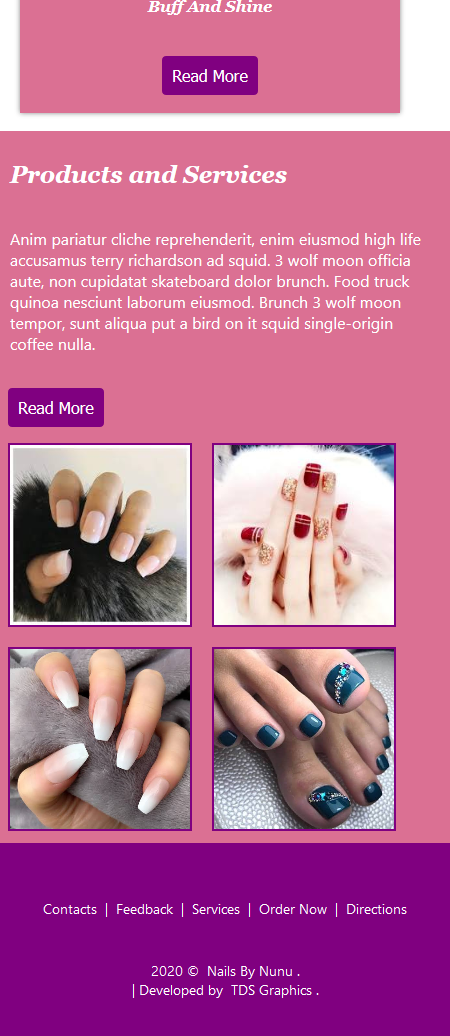 Buff And Shine
Read More
Products and Services
Anim pariatur cliche reprehenderit, enim eiusmod high life
accusamus terry richardson ad squid. 3 wolf moon officia
aute, non cupidatat skateboard dolor brunch. Food truck
quinoa nesciunt laborum eiusmod. Brunch 3 wolf moon
tempor, sunt aliqua put a bird on it squid single-origin
coffee nulla.
Read More
Contacts | Feedback | Services | Order Now | Directions
2020 © Nails By Nunu .
| Developed by TDS Graphics .